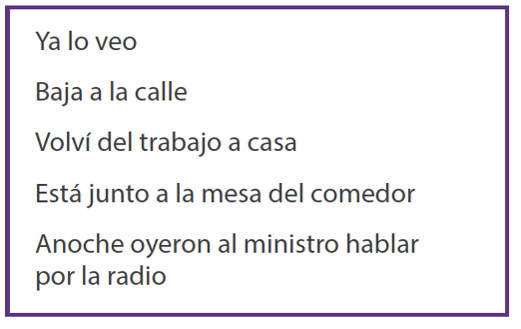 Ya lo veo
Baja a la calle
Volví del trabajo a casa
Está junto a la mesa del comedor
Anoche oyeron al ministro hablar
por la radio